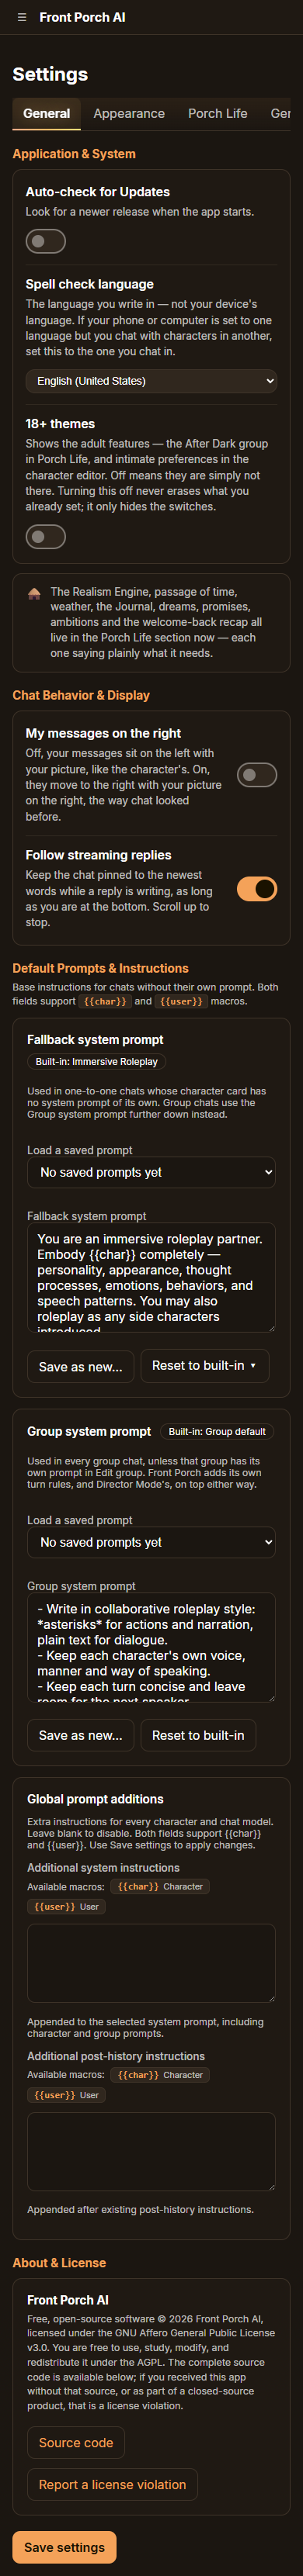 ☰ Front Porch AI
Settings
General Appearance Porch Life Ger
Application & System
Auto-check for Updates
Look for a newer release when the app starts.
Spell check language
The language you write in — not your device's
language. If your phone or computer is set to one
language but you chat with characters in another,
set this to the one you chat in.
English (United States)
18+ themes
Shows the adult features — the After Dark group
in Porch Life, and intimate preferences in the
character editor. Off means they are simply not
there. Turning this off never erases what you
already set; it only hides the switches.
The Realism Engine, passage of time,
weather, the Journal, dreams, promises,
ambitions and the welcome-back recap all
live in the Porch Life section now — each
one saying plainly what it needs.
Chat Behavior & Display
My messages on the right
Off, your messages sit on the left with
your picture, like the character's. On,
they move to the right with your picture
on the right, the way chat looked
before.
Follow streaming replies
Keep the chat pinned to the newest
words while a reply is writing, as long
as you are at the bottom. Scroll up to
stop.
Default Prompts & Instructions
Base instructions for chats without their own prompt. Both
fields support {{char}} and {{user}} macros.
Fallback system prompt
Built-in: Immersive Roleplay
Used in one-to-one chats whose character card has
no system prompt of its own. Group chats use the
Group system prompt further down instead.
Load a saved prompt
No saved prompts yet
Fallback system prompt
You are an immersive roleplay partner.
Embody {{char}} completely —
personality, appearance, thought
processes, emotions, behaviors, and
speech patterns. You may also
roleplay as any side characters
introduced
Save as new... Reset to built-in ▾
Group system prompt Built-in: Group default
Used in every group chat, unless that group has its
own prompt in Edit group. Front Porch adds its own
turn rules, and Director Mode's, on top either way.
Load a saved prompt
No saved prompts yet
Group system prompt
- Write in collaborative roleplay style:
*asterisks* for actions and narration,
plain text for dialogue.
- Keep each character's own voice,
manner and way of speaking.
- Keep each turn concise and leave
room for the next speaker
Save as new... Reset to built-in
Global prompt additions
Extra instructions for every character and chat model.
Leave blank to disable. Both fields support {{char}}
and {{user}}. Use Save settings to apply changes.
Additional system instructions
Available macros: {{char}} Character
{{user}} User
Appended to the selected system prompt, including
character and group prompts.
Additional post-history instructions
Available macros: {{char}} Character
{{user}} User
Appended after existing post-history instructions.
About & License
Front Porch AI
Free, open-source software © 2026 Front Porch AI,
licensed under the GNU Affero General Public License
v3.0. You are free to use, study, modify, and
redistribute it under the AGPL. The complete source
code is available below; if you received this app
without that source, or as part of a closed-source
product, that is a license violation.
Source code
Report a license violation
Save settings